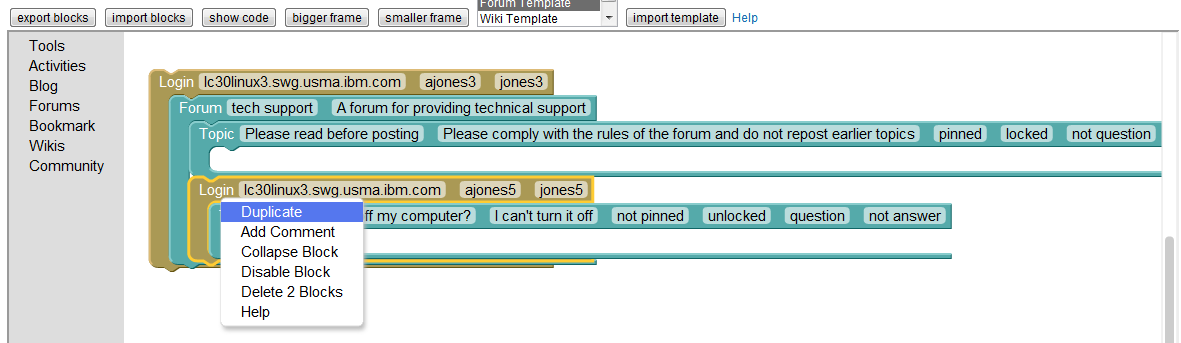 Forum Template
export blocks import blocks show code bigger frame smaller frame Wiki Template import template Help
Tools
Activities
Blog
Forums
Bookmark
Wikis
Community
Login lc30linux3.swg.usma.ibm.com ajones3 jones3
Forum tech support A forum for providing technical support
Topic Please read before posting Please comply with the rules of the forum and do not repost earlier topics pinned locked not question
Login lc30linux3.swg.usma.ibm.com ajones5 jones5
ff my computer? I can't turn it off not pinned unlocked question not answer
Duplicate
Add Comment
Collapse Block
Disable Block
Delete 2 Blocks
Help